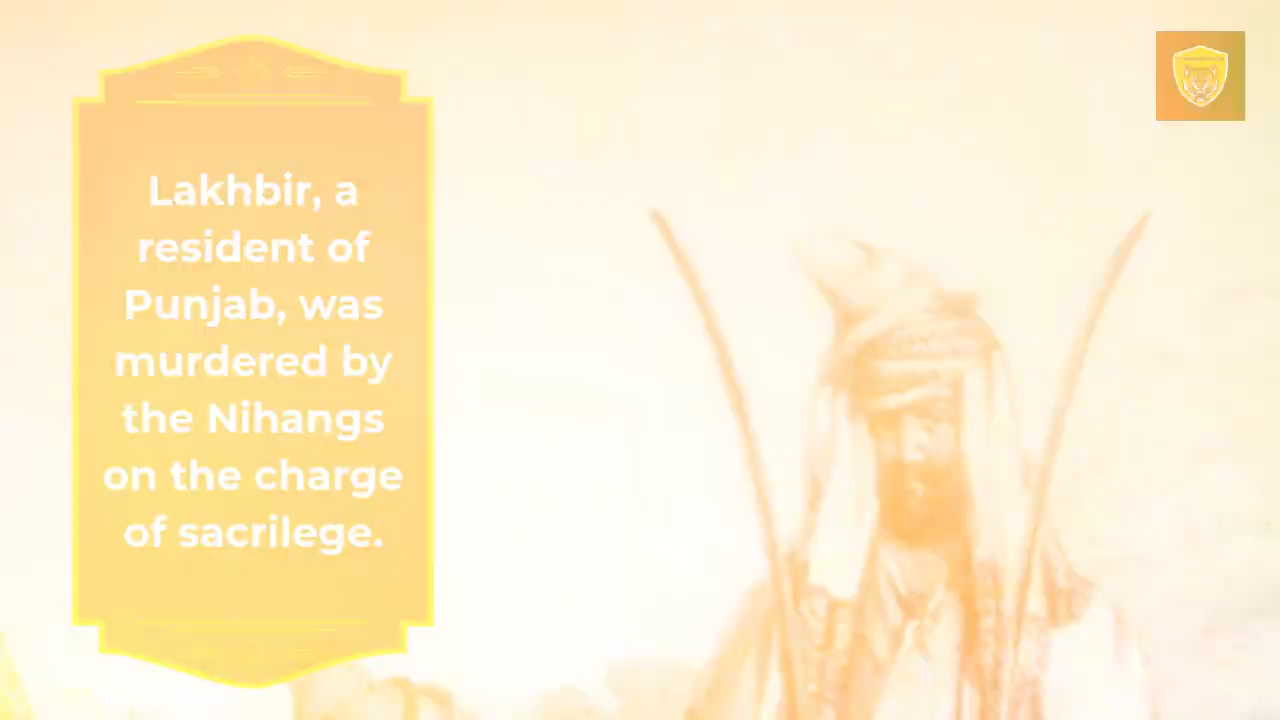 Lakhbir, a
resident of
Punjab, was
murdered by
the Nihangs
on the charge
of sacrilege.